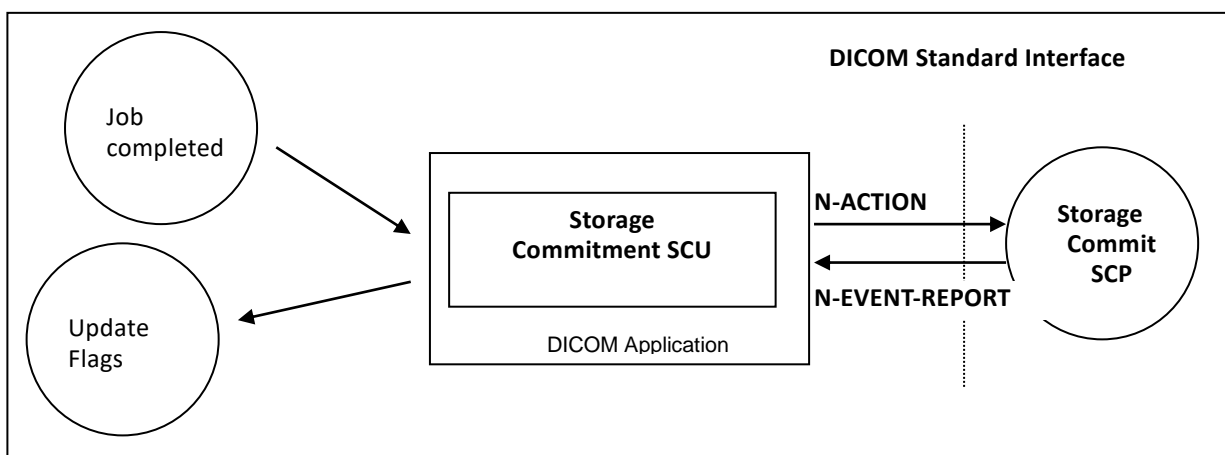 DICOM Standard Interface
Job
completed
Storage
Commitment SCU
N-ACTION
Storage
Commit
SCP
N-EVENT-REPORT
Update
Flags
DICOM Application